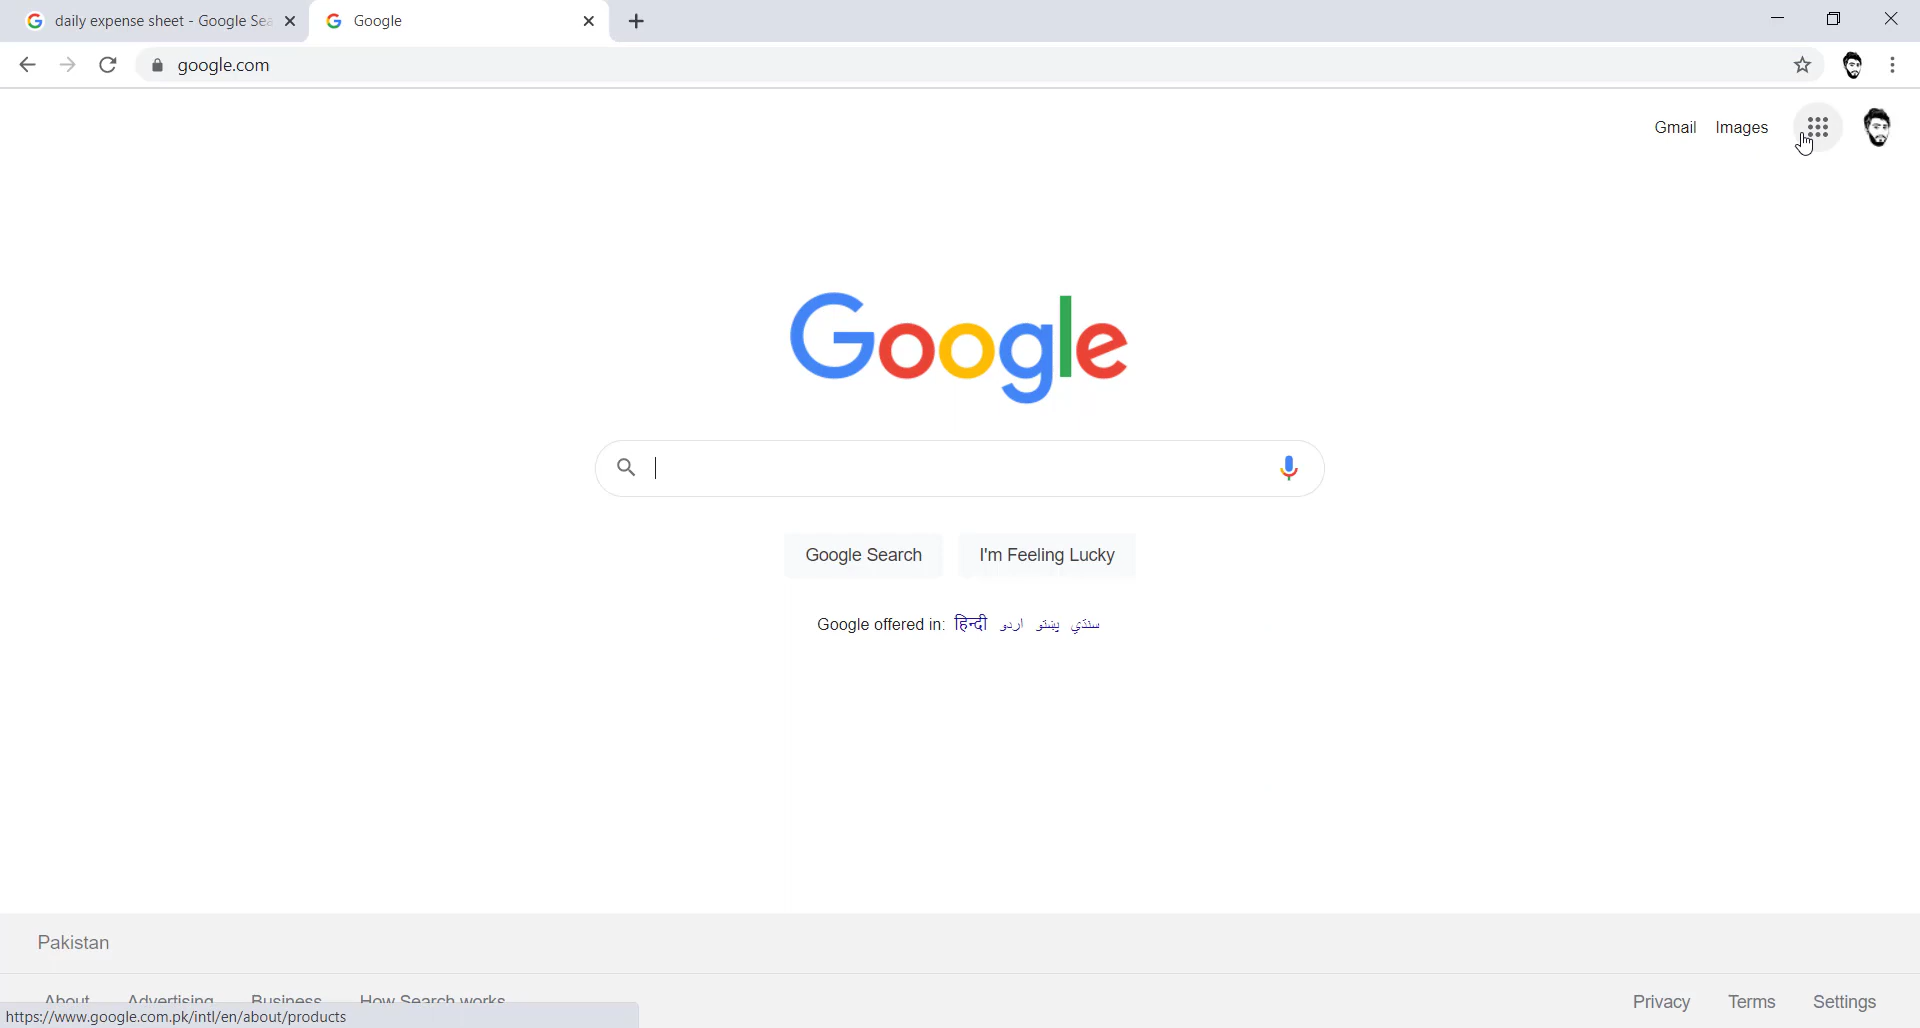 daily expense sheet - Google Sea
Google
google.com
Gmail Images
Google
Google Search I'm Feeling Lucky
Google offered in: हिन्दी اردو پښتو سنڌي
Pakistan
About Advertising Business How Search works
Privacy Terms Settings
https://www.google.com.pk/intl/en/about/products